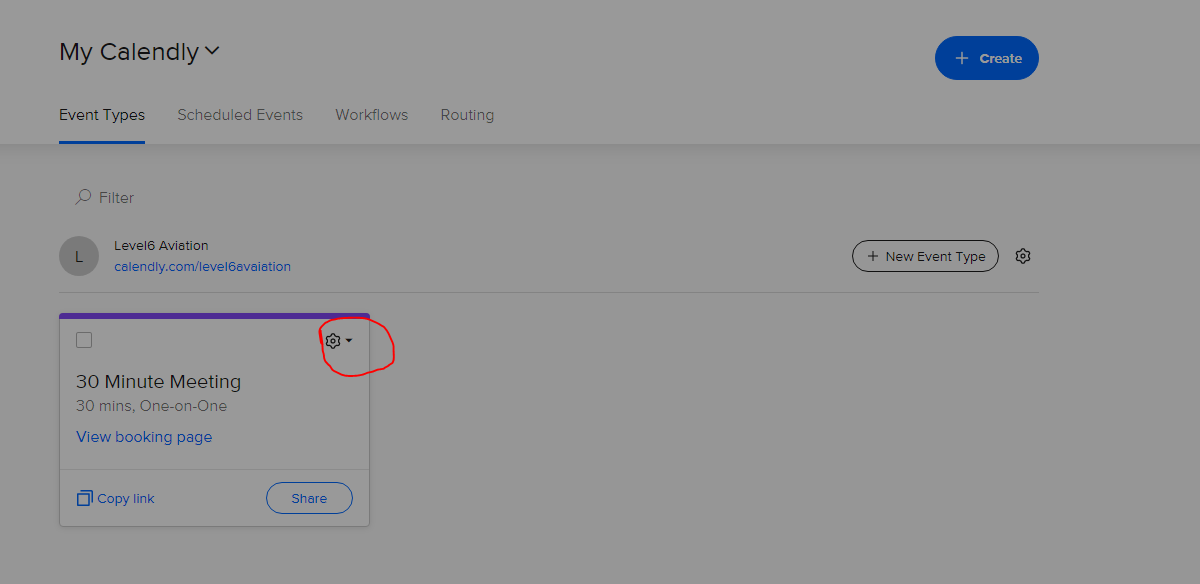 My Calendly
+ Create
Event Types Scheduled Events Workflows Routing
Filter
L
Level6 Aviation
calendly.com/level6avaiation
+ New Event Type
30 Minute Meeting
30 mins, One-on-One
View booking page
Copy link
Share